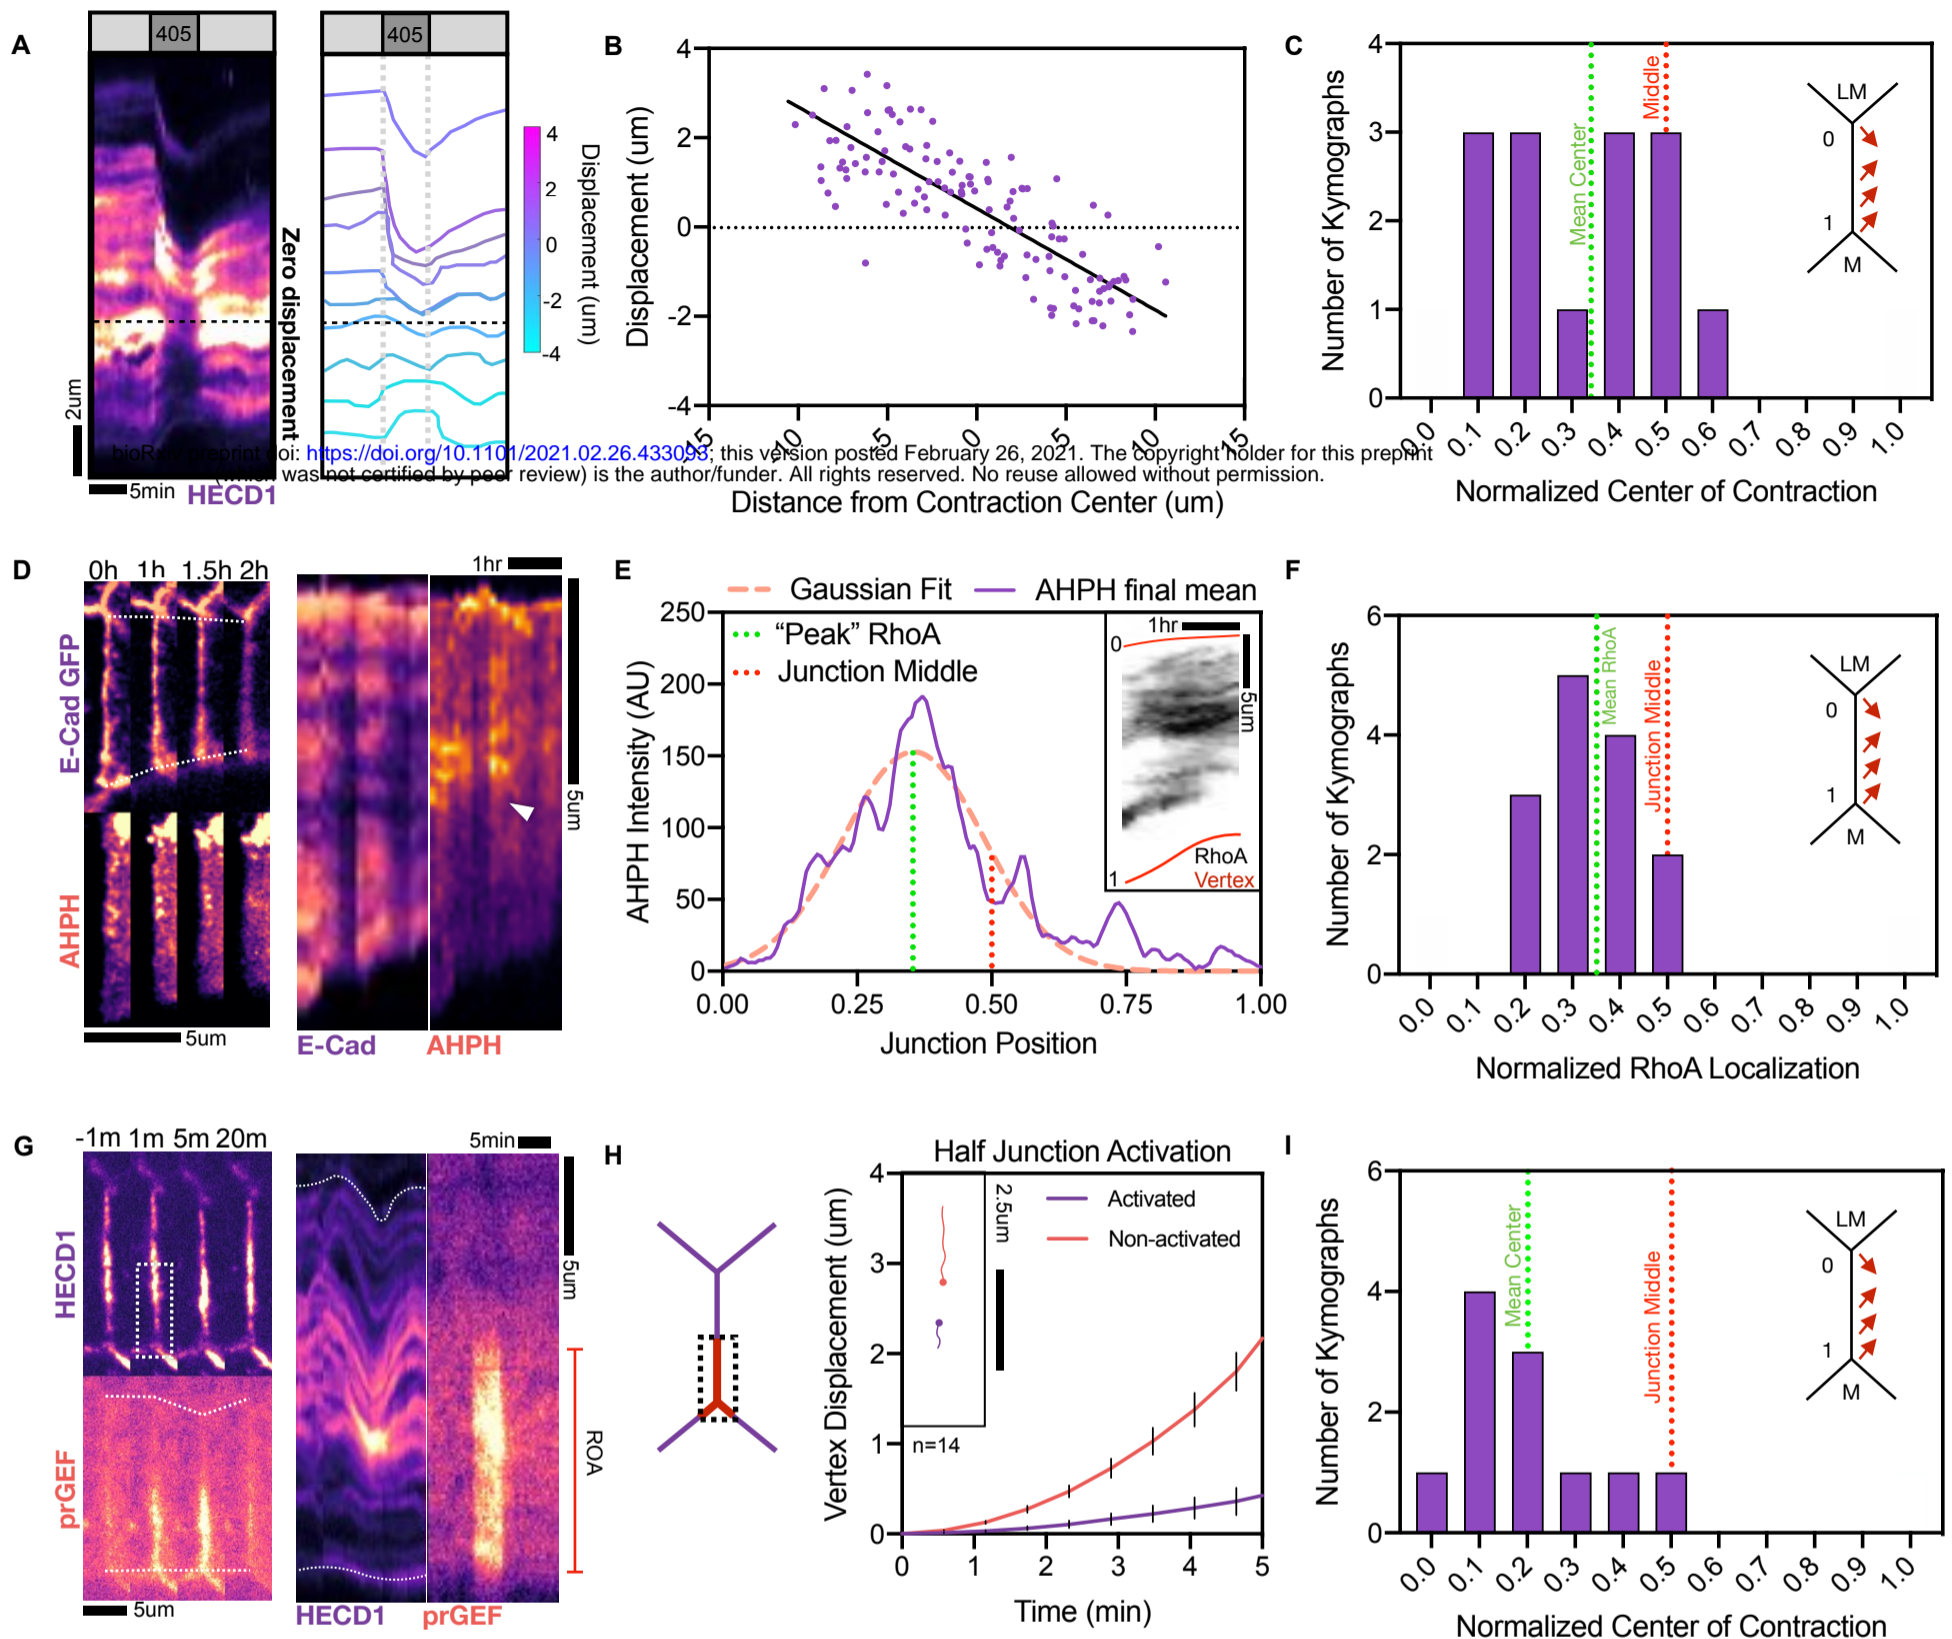 A
405
405
Zero displacement
4
2
0
-2
-4
Displacement (um)
2um
5min
HECD1
B
4
2
0
-2
-4
Displacement (um)
-15
-10
-5
0
5
10
15
Distance from Contraction Center (um)
C
4
3
2
1
0
Number of Kymographs
Mean Center
Middle
LM
0
1
M
0.0
0.1
0.2
0.3
0.4
0.5
0.6
0.7
0.8
0.9
1.0
Normalized Center of Contraction
bioRxiv preprint doi: https://doi.org/10.1101/2021.02.26.433093; this version posted February 26, 2021. The copyright holder for this preprint
(which was not certified by peer review) is the author/funder. All rights reserved. No reuse allowed without permission.
D
0h 1h 1.5h 2h
E-Cad GFP
AHPH
5um
1hr
5um
E-Cad
AHPH
E
Gaussian Fit
AHPH final mean
"Peak" RhoA
Junction Middle
250
200
150
100
50
0
AHPH Intensity (AU)
1hr
0
5um
RhoA
Vertex
1
0.00
0.25
0.50
0.75
1.00
Junction Position
F
6
4
2
0
Number of Kymographs
Mean RhoA
Junction Middle
LM
0
1
M
0.0
0.1
0.2
0.3
0.4
0.5
0.6
0.7
0.8
0.9
1.0
Normalized RhoA Localization
G
-1m 1m 5m 20m
HECD1
prGEF
5um
5min
5um
ROA
HECD1
prGEF
H
Half Junction Activation
4
3
2
1
0
Vertex Displacement (um)
2.5um
Activated
Non-activated
n=14
0
1
2
3
4
5
Time (min)
I
6
4
2
0
Number of Kymographs
Mean Center
Junction Middle
LM
0
1
M
0.0
0.1
0.2
0.3
0.4
0.5
0.6
0.7
0.8
0.9
1.0
Normalized Center of Contraction